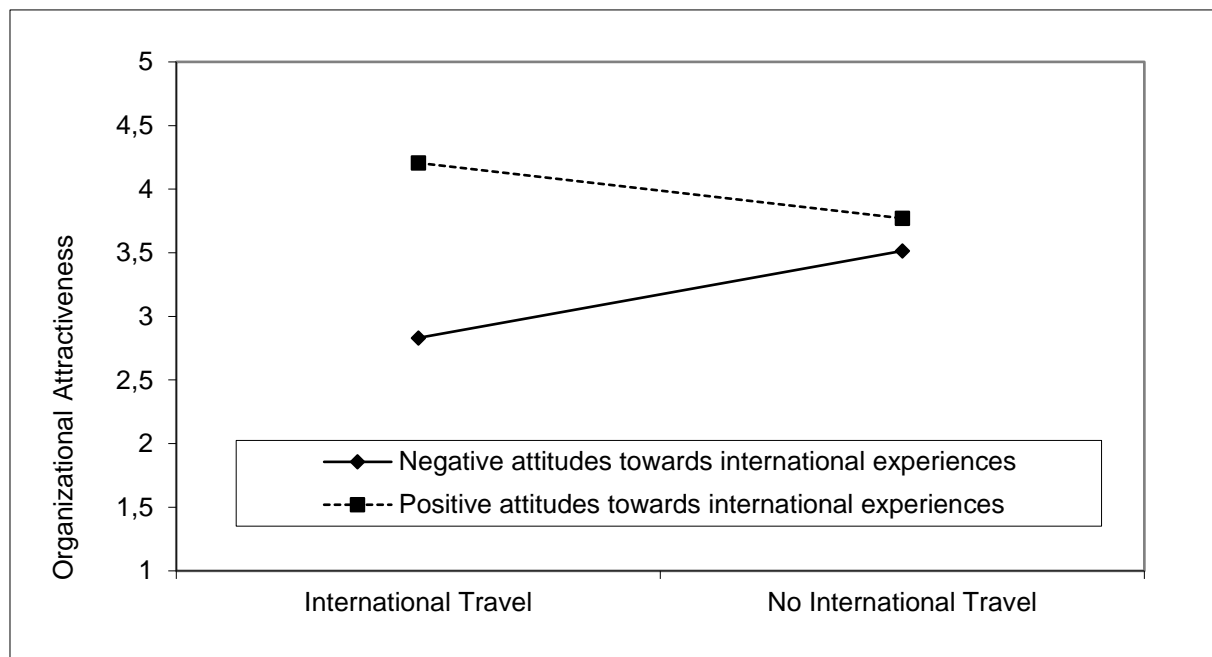 5
4,5
4
3,5
3
2,5
2
1,5
1
Organizational Attractiveness
Negative attitudes towards international experiences
Positive attitudes towards international experiences
International Travel
No International Travel